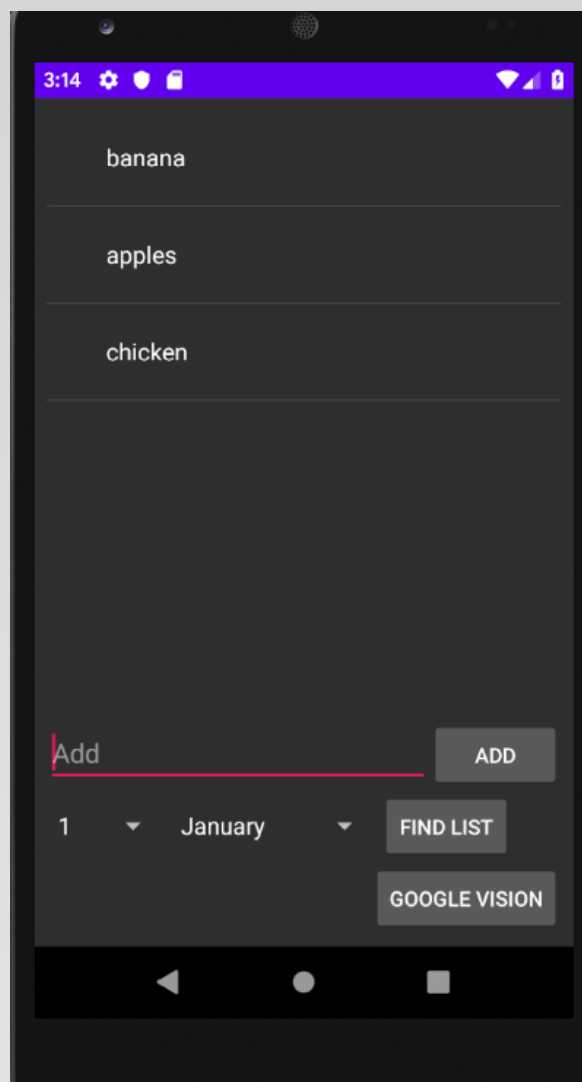 3:14
banana
apples
chicken
Add
ADD
1 January FIND LIST
GOOGLE VISION